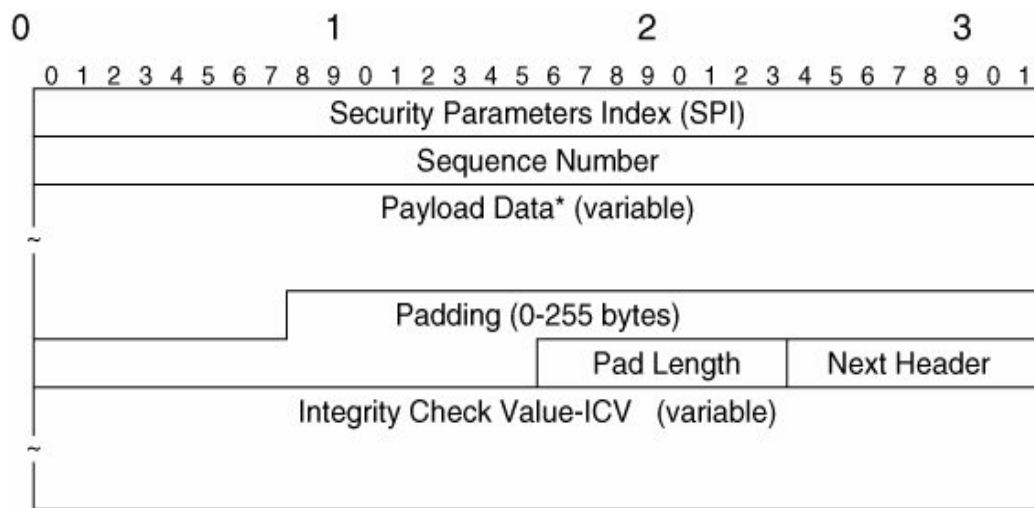 0 1 2 3
0 1 2 3 4 5 6 7 8 9 0 1 2 3 4 5 6 7 8 9 0 1 2 3 4 5 6 7 8 9 0 1
Security Parameters Index (SPI)
Sequence Number
Payload Data* (variable)
~
Padding (0-255 bytes)
Pad Length Next Header
Integrity Check Value-ICV (variable)
~